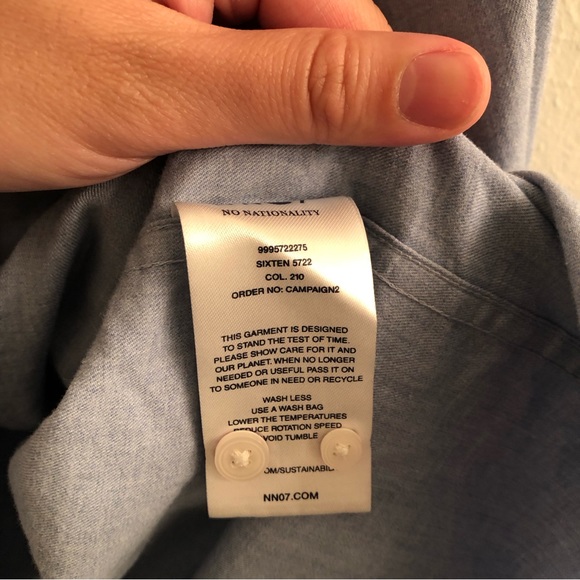 NO NATIONALITY
9995722275
SIXTEN 5722
COL. 210
ORDER NO: CAMPAIGN2
THIS GARMENT IS DESIGNED
TO STAND THE TEST OF TIME.
PLEASE SHOW CARE FOR IT AND
OUR PLANET. WHEN NO LONGER
NEEDED OR USEFUL PASS IT ON
TO SOMEONE IN NEED OR RECYCLE
WASH LESS
USE A WASH BAG
LOWER THE TEMPERATURES
ROTATION SPEED
TUMBLE
NN07.COM